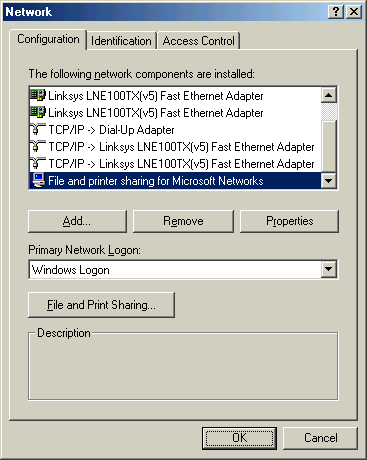 Network
Configuration Identification Access Control
The following network components are installed:
Linksys LNE100TX(v5) Fast Ethernet Adapter
Linksys LNE100TX(v5) Fast Ethernet Adapter
TCP/IP -> Dial-Up Adapter
TCP/IP -> Linksys LNE100TX(v5) Fast Ethernet Adapter
TCP/IP -> Linksys LNE100TX(v5) Fast Ethernet Adapter
File and printer sharing for Microsoft Networks
Add... Remove Properties
Primary Network Logon:
Windows Logon
File and Print Sharing...
Description
OK Cancel